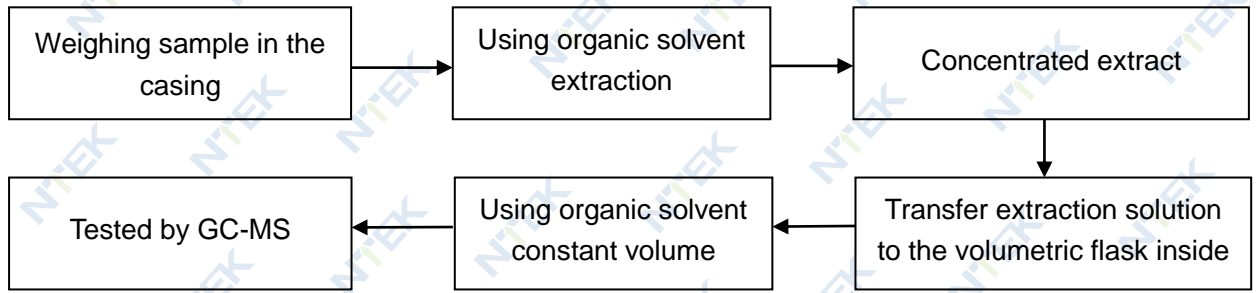 Weighing sample in the
casing
Using organic solvent
extraction
Concentrated extract
Transfer extraction solution
to the volumetric flask inside
Using organic solvent
constant volume
Tested by GC-MS
NTEK